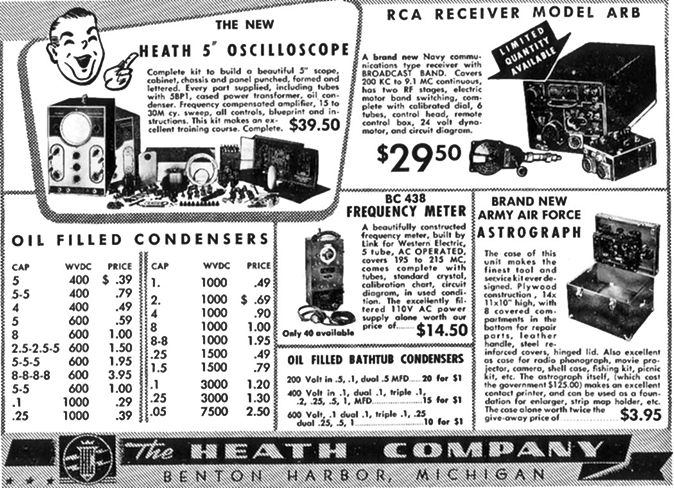 THE NEW
HEATH 5" OSCILLOSCOPE
Complete kit to build a beautiful 5" scope,
cabinet, chassis and panel punched, formed and
lettered. Every part supplied, including tubes
with 5BP1, cased power transformer, oil con-
denser. Frequency compensated amplifier, 15 to
30M cy. sweep, all controls, blueprint and in-
structions. This kit makes an ex-
cellent training course. Complete. $39.50
RCA RECEIVER MODEL ARB
A brand new Navy commu-
nications type receiver with
BROADCAST BAND. Covers
200 KC to 9.1 MC continuous,
has two RF stages, electric
motor band switching, com-
plete with calibrated dial, 6
tubes, control head, remote
control box, 24 volt dyna-
motor, and circuit diagram.
$29.50
LIMITED
QUANTITY
AVAILABLE
OIL FILLED CONDENSERS
CAP WVDC PRICE
5 400 $ .39
5-5 400 .79
4 400 .49
5 600 .59
8 600 1.00
2.5-2.5-5 600 1.50
5-5-5 600 1.95
8-8-8-8 600 3.95
5-5 600 1.00
.1 1000 .29
.25 1000 .39
CAP WVDC PRICE
1. 1000 .49
2. 1000 $ .69
4 1000 .90
8 1000 1.00
8-8 1000 1.95
.25 1500 .49
1.5 1500 .79
.1 3000 1.20
.25 3000 1.30
.05 7500 2.50
BC 438
FREQUENCY METER
A beautifully constructed
frequency meter, built by
Link for Western Electric,
5 tube, AC OPERATED,
covers 195 to 215 MC,
comes complete with
tubes, standard crystal,
calibration chart, circuit
diagram, in used condi-
tion. The excellently fil-
tered 110V AC power
supply alone worth our
price of...... $14.50
Only 40 available
OIL FILLED BATHTUB CONDENSERS
200 Volt in .5, .1, dual .5 MFD.....20 for $1
400 Volt in .1, dual .1, triple .1,
.2, .25, .5, 1, MFD.............15 for $1
600 Volt, .1 dual .1, triple .1, .25
dual .25, .5, 1...................10 for $1
BRAND NEW
ARMY AIR FORCE
ASTROGRAPH
The case of this
unit makes the
finest tool and
service kit ever de-
signed. Plywood
construction, 14x
11x10" high, with
8 covered com-
partments in the
bottom for repair
parts, leather
handle, steel re-
inforced covers, hinged lid. Also excellent
as case for radio phonograph, movie pro-
jector, camera, shell case, fishing kit, picnic
kit, etc. The astrograph itself, (which cost
the government $125.00) makes an excellent
contact printer, and can be used as a foun-
dation for enlarger, strip map holder, etc.
The case alone worth twice the
give-away price of.................. $3.95
The HEATH COMPANY
BENTON HARBOR, MICHIGAN